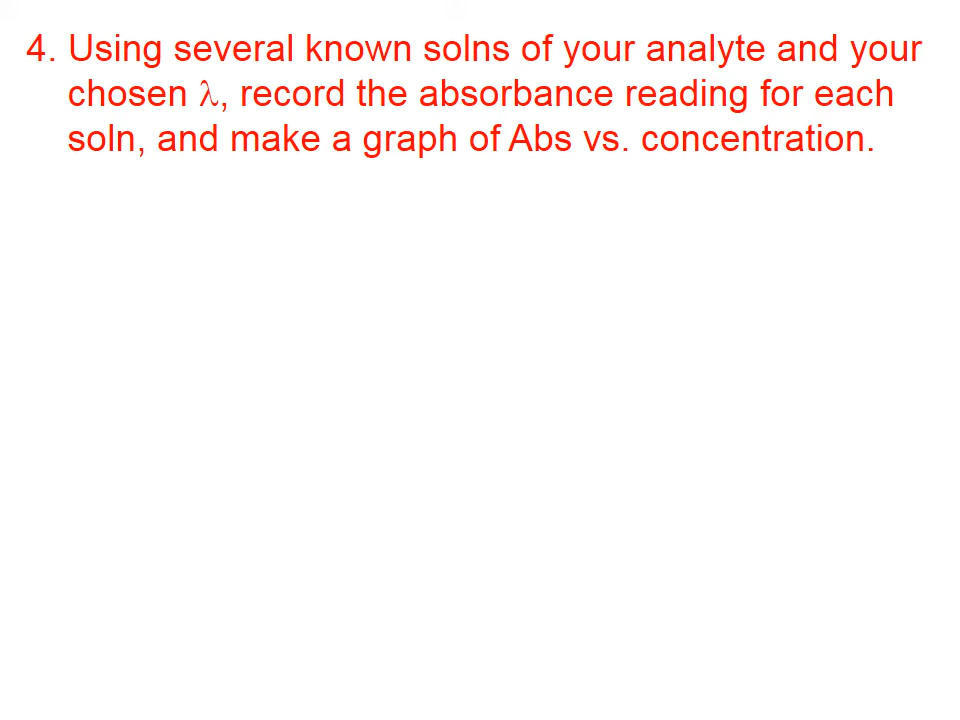 4. Using several known solns of your analyte and your
chosen λ, record the absorbance reading for each
soln, and make a graph of Abs vs. concentration.